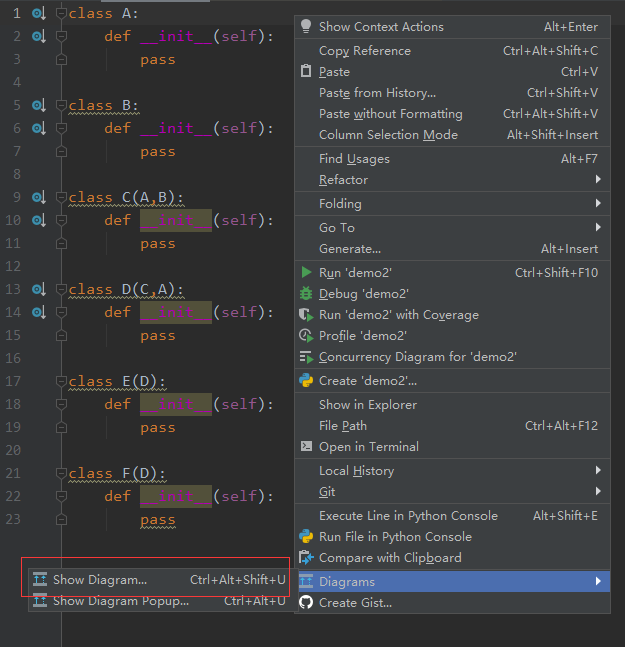 1 class A:
2 def __init__(self):
3 pass
4
5 class B:
6 def __init__(self):
7 pass
8
9 class C(A,B):
10 def __init__(self):
11 pass
12
13 class D(C,A):
14 def __init__(self):
15 pass
16
17 class E(D):
18 def __init__(self):
19 pass
20
21 class F(D):
22 def __init__(self):
23 pass
Show Context Actions Alt+Enter
Copy Reference Ctrl+Alt+Shift+C
Paste Ctrl+V
Paste from History... Ctrl+Shift+V
Paste without Formatting Ctrl+Alt+Shift+V
Column Selection Mode Alt+Shift+Insert
Find Usages Alt+F7
Refactor
Folding
Go To
Generate... Alt+Insert
Run 'demo2' Ctrl+Shift+F10
Debug 'demo2'
Run 'demo2' with Coverage
Profile 'demo2'
Concurrency Diagram for 'demo2'
Create 'demo2'...
Show in Explorer
File Path Ctrl+Alt+F12
Open in Terminal
Local History
Git
Execute Line in Python Console Alt+Shift+E
Run File in Python Console
Compare with Clipboard
Diagrams
Create Gist...
Show Diagram... Ctrl+Alt+Shift+U
Show Diagram Popup... Ctrl+Alt+U